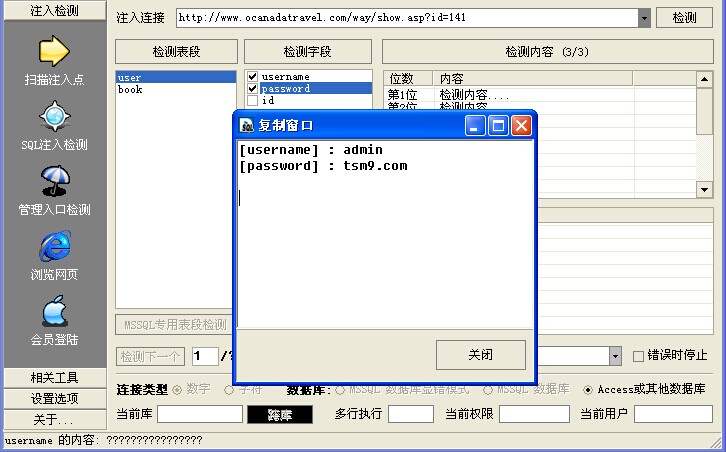 注入检测
注入连接
http://www.ocanadatravel.com/way/show.asp?id=141
检测
检测表段
检测字段
检测内容 (3/3)
user
book
username
password
id
位数
内容
第1位
检测内容....
第2位
检测内容
扫描注入点
SQL注入检测
管理入口检测
浏览网页
会员登陆
复制窗口
[username] : admin
[password] : tsm9.com
关闭
MSSQL专用表段检测
检测下一个
1
错误时停止
相关工具
设置选项
关于...
连接类型
数字
字符
数据库:
MSSQL 数据库显错模式
MSSQL 数据库
Access或其他数据库
当前库
跨库
多行执行
当前权限
当前用户
username 的内容: ????????????????